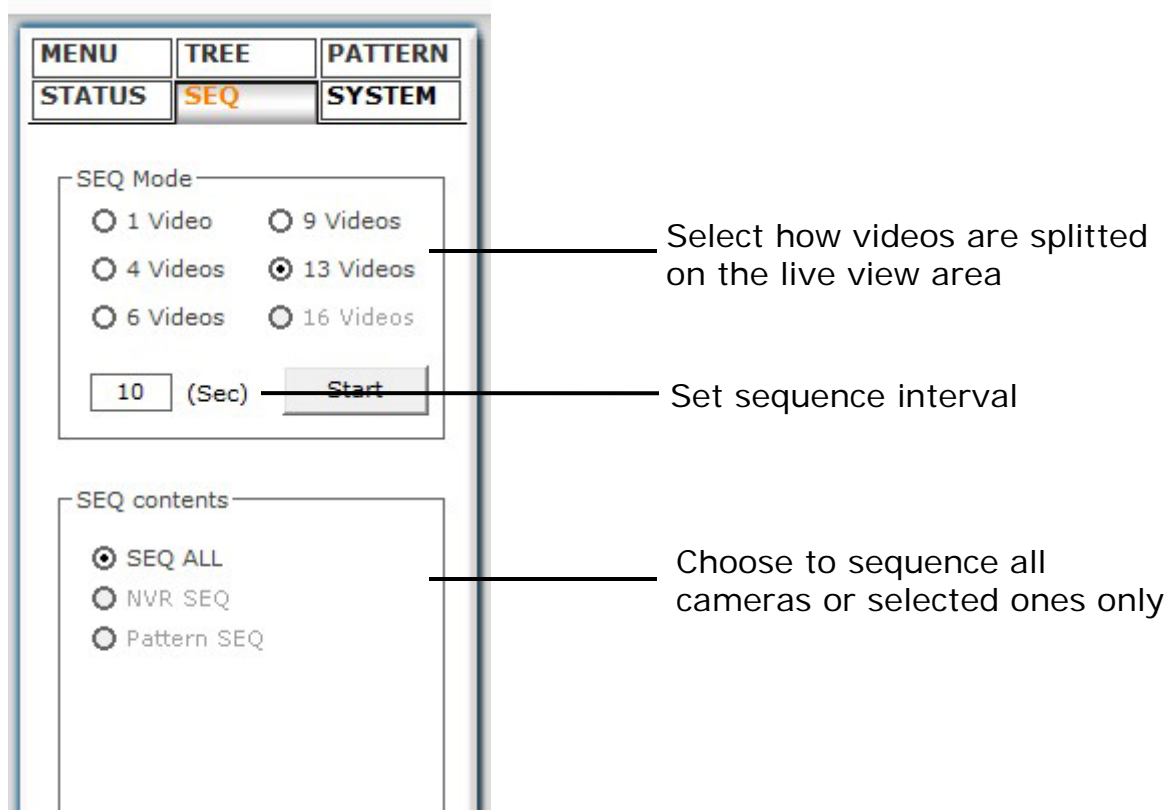 MENU TREE PATTERN
STATUS SEQ SYSTEM
SEQ Mode
1 Video 9 Videos
4 Videos 13 Videos
6 Videos 16 Videos
Select how videos are splitted
on the live view area
10 (Sec) Start
Set sequence interval
SEQ contents
SEQ ALL
NVR SEQ
Pattern SEQ
Choose to sequence all
cameras or selected ones only